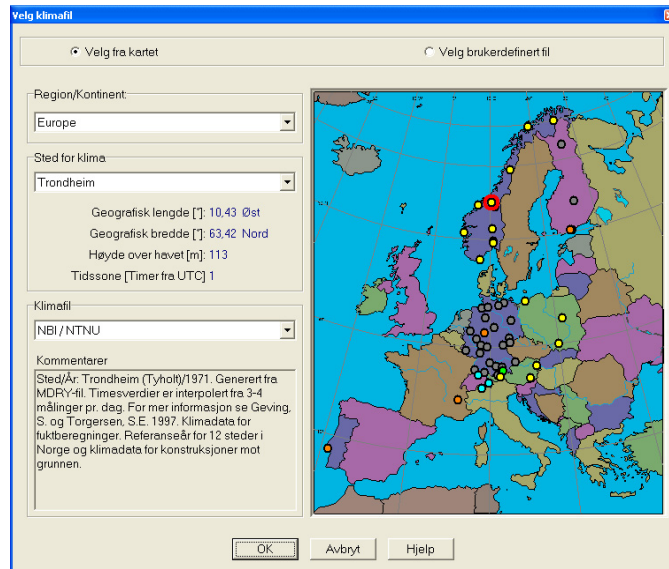 Velg klimafil
Velg fra kartet
Velg brukerdefinert fil
Region/Kontinent:
Europe
Sted for klima
Trondheim
Geografisk lengde [°]: 10,43 Øst
Geografisk bredde [°]: 63,42 Nord
Høyde over havet [m]: 113
Tidssone [Timer fra UTC] 1
Klimafil
NBI / NTNU
Kommentarer
Sted/År: Trondheim (Tyholt)/1971. Generert fra
MDRY-fil. Timesverdier er interpolert fra 3-4
målinger pr. dag. For mer informasjon se Geving,
S. og Torgersen, S.E. 1997. Klimadata for
fuktberegninger. Referanseår for 12 steder i
Norge og klimadata for konstruksjoner mot
grunnen.
OK
Avbryt
Hjelp